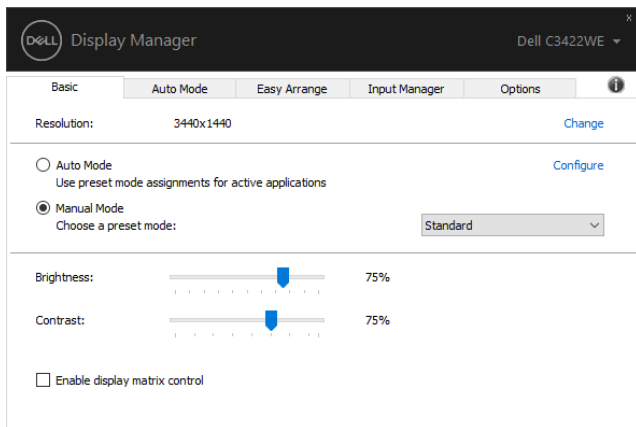 DELL Display Manager
Dell C3422WE
x
Basic Auto Mode Easy Arrange Input Manager Options i
Resolution: 3440x1440 Change
Auto Mode Configure
Use preset mode assignments for active applications
Manual Mode
Choose a preset mode: Standard
Brightness: 75%
Contrast: 75%
Enable display matrix control